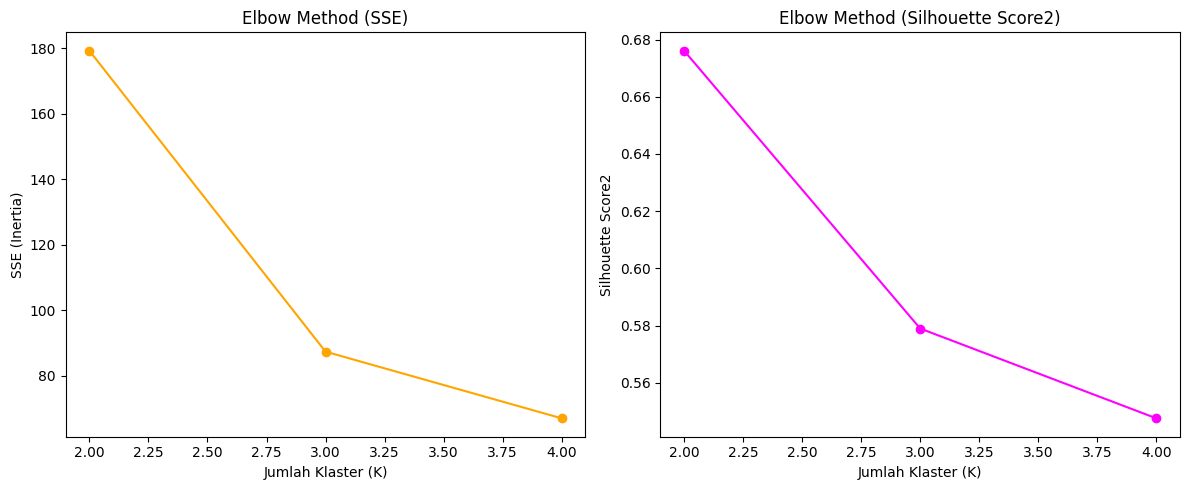 Elbow Method (SSE)
180
160
140
120
100
80
SSE (Inertia)
2.00 2.25 2.50 2.75 3.00 3.25 3.50 3.75 4.00
Jumlah Klaster (K)
Elbow Method (Silhouette Score2)
0.68
0.66
0.64
0.62
0.60
0.58
0.56
Silhouette Score2
2.00 2.25 2.50 2.75 3.00 3.25 3.50 3.75 4.00
Jumlah Klaster (K)